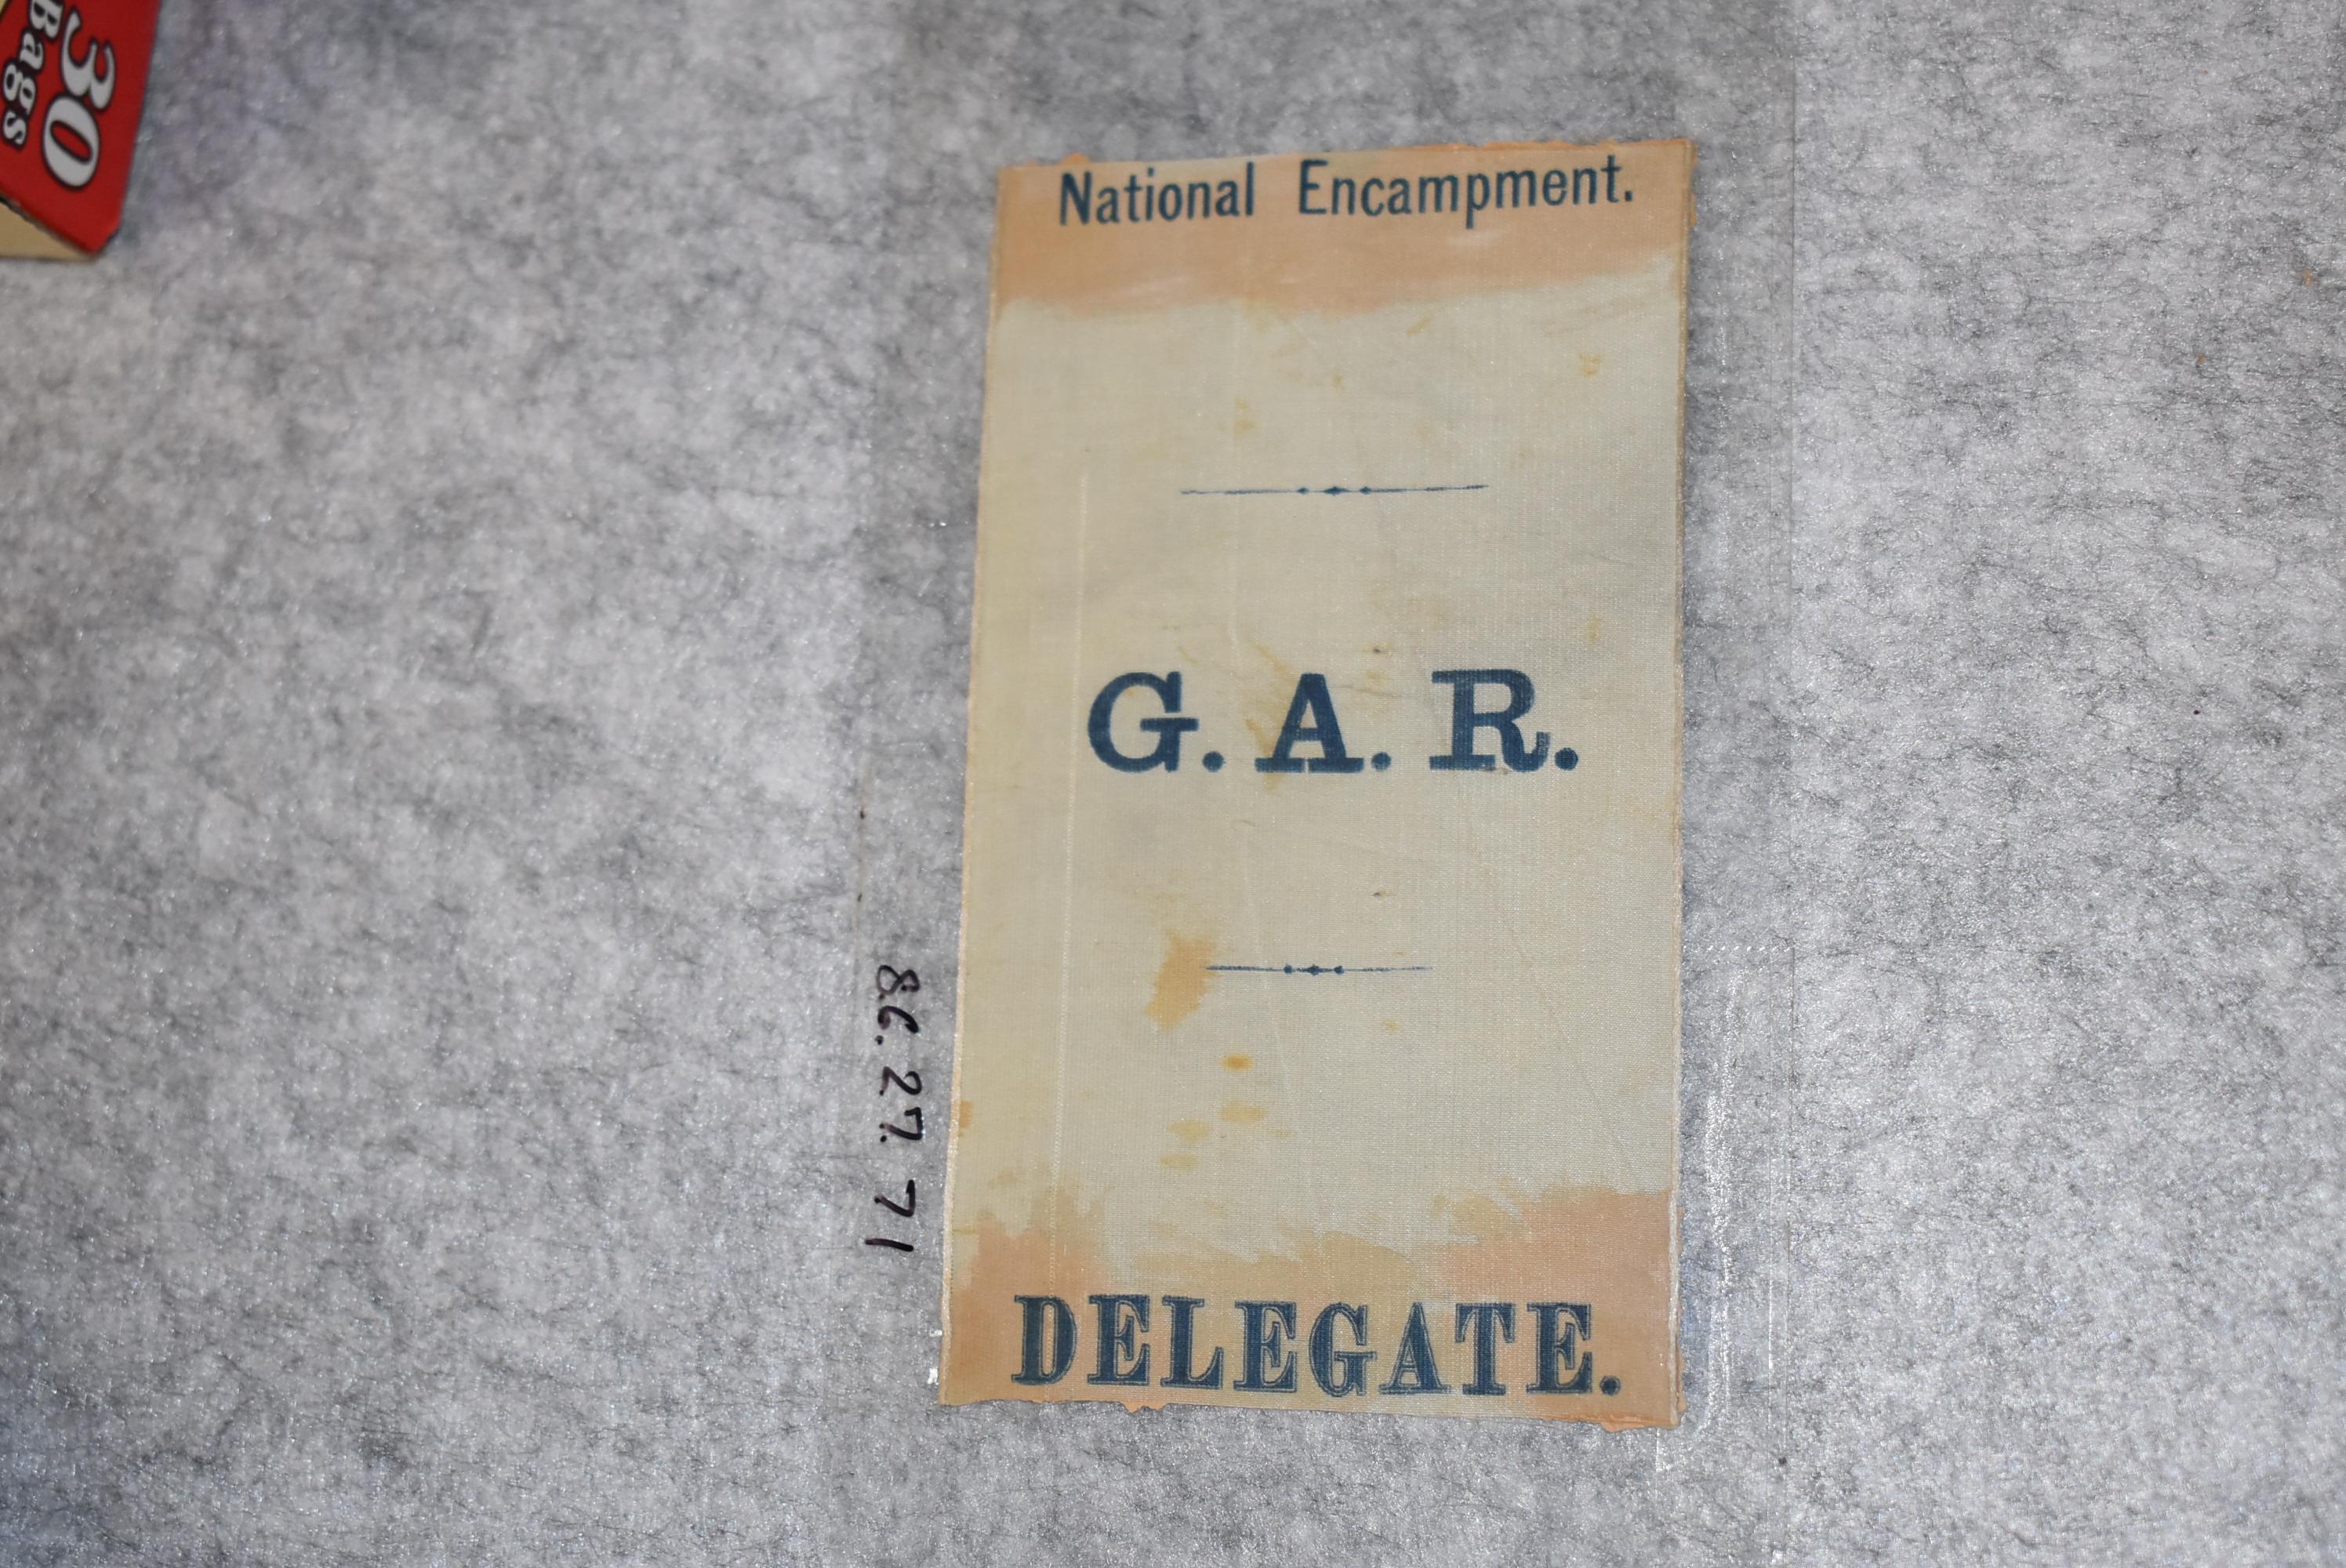 30
Bags
National Encampment.
G. A. R.
DELEGATE.
86.27.71